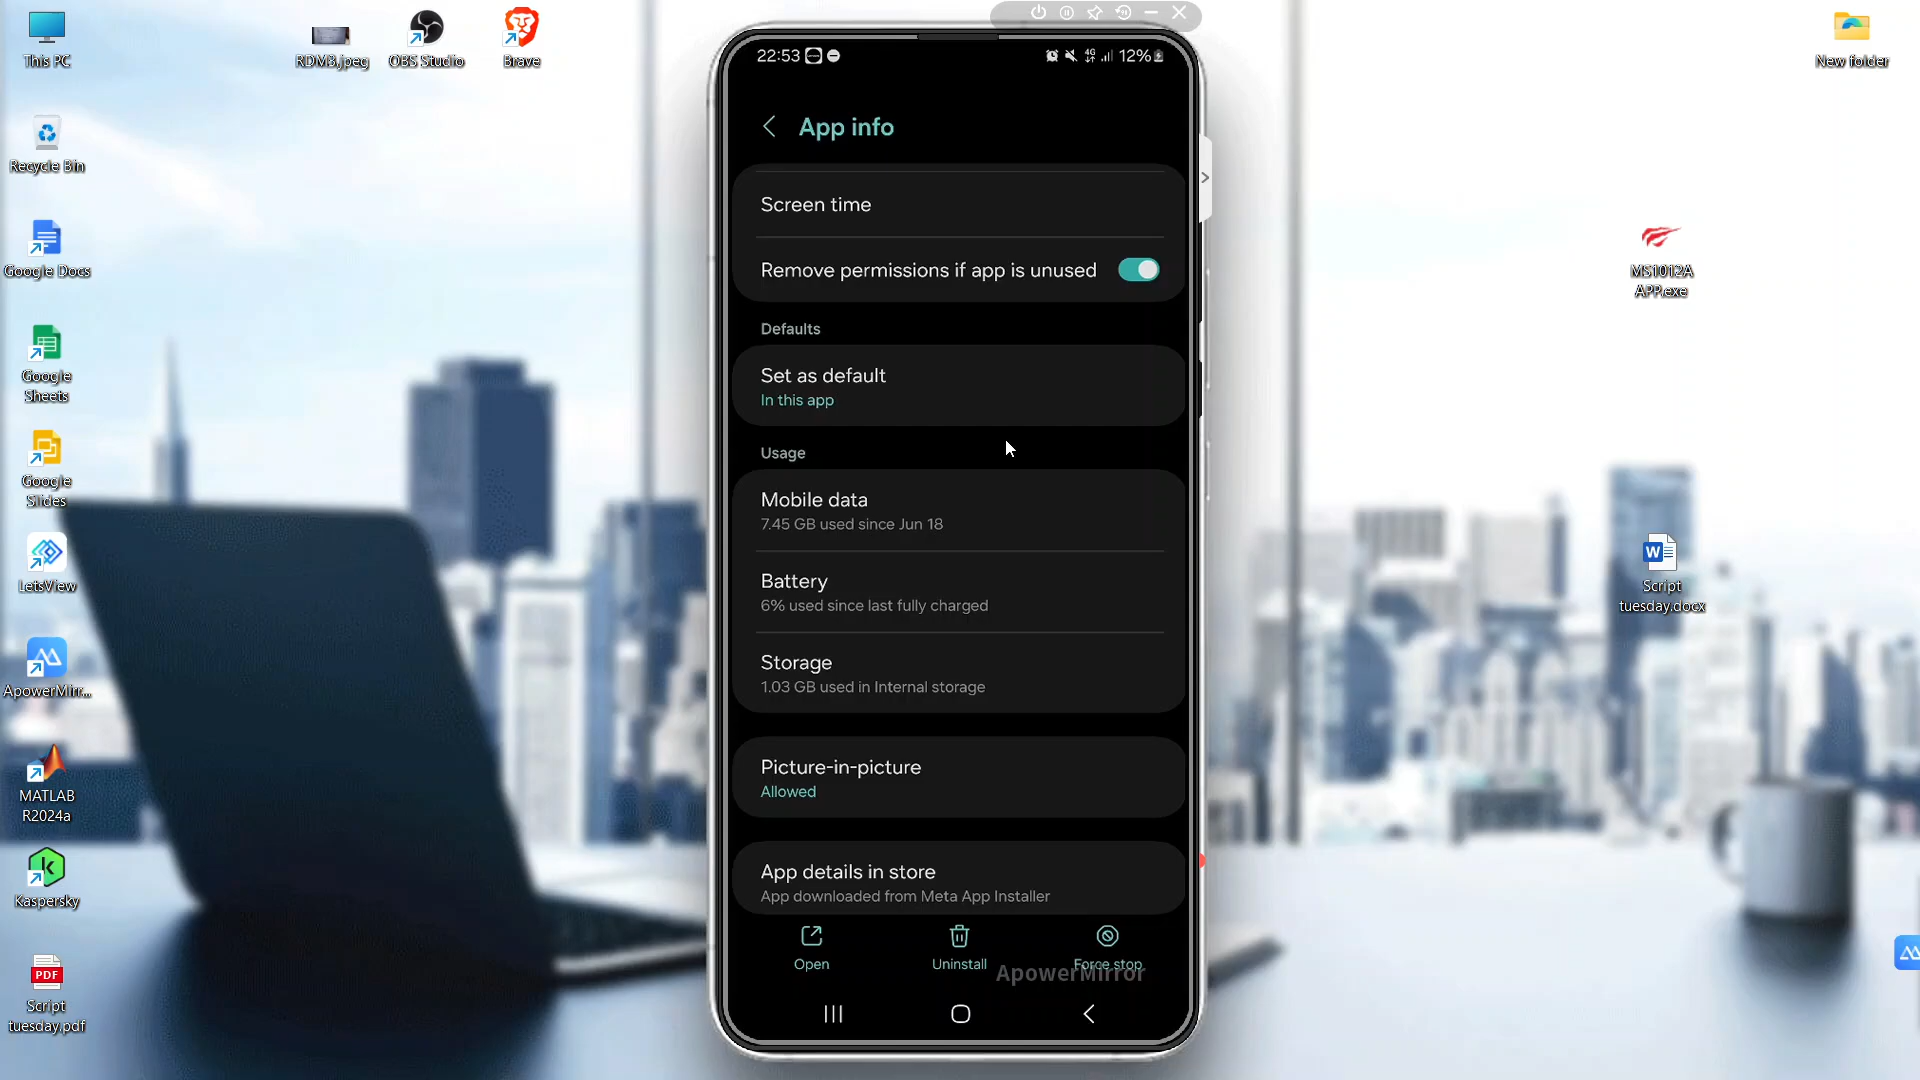 This PC
RDM3.jpeg
OBS Studio
Brave
New folder
Recycle Bin
Google Docs
Google
Sheets
Google
Slides
LetsView
ApowerMirr...
MATLAB
R2024a
Kaspersky
PDF
Script
tuesday.pdf
22:53
4G
12%
App info
Screen time
Remove permissions if app is unused
Defaults
Set as default
In this app
Usage
Mobile data
7.45 GB used since Jun 18
Battery
6% used since last fully charged
Storage
1.03 GB used in Internal storage
Picture-in-picture
Allowed
App details in store
App downloaded from Meta App Installer
Open
Uninstall
Force stop
ApowerMirror
MS1012A
APP.exe
W
Script
tuesday.docx